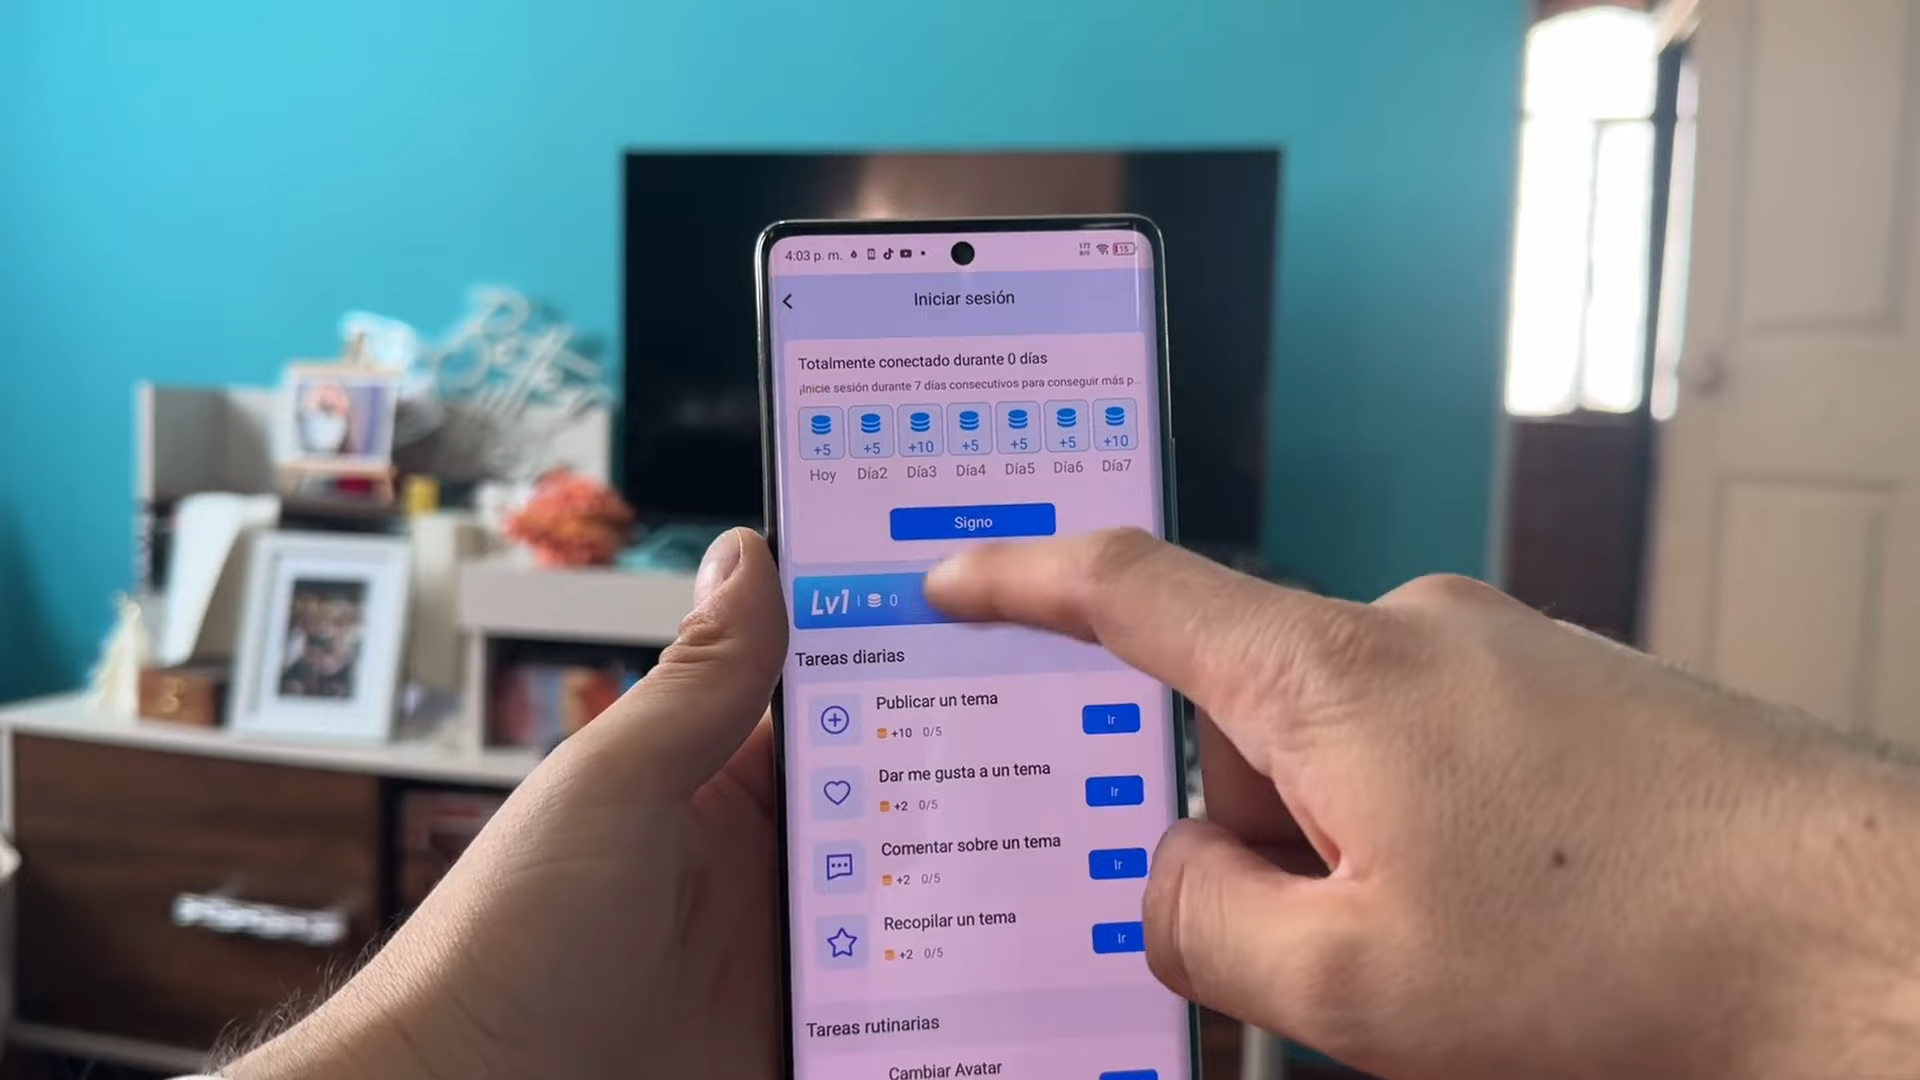 4:03 p. m.
177
15
Iniciar sesión
Totalmente conectado durante 0 días
¡Inicie sesión durante 7 días consecutivos para conseguir más p...
+5 +5 +10 +5 +5 +5 +10
Hoy Día2 Día3 Día4 Día5 Día6 Día7
Signo
Lv1 | 0
Tareas diarias
Publicar un tema
+10 0/5
Ir
Dar me gusta a un tema
+2 0/5
Ir
Comentar sobre un tema
+2 0/5
Ir
Recopilar un tema
+2 0/5
Ir
Tareas rutinarias
Cambiar Avatar